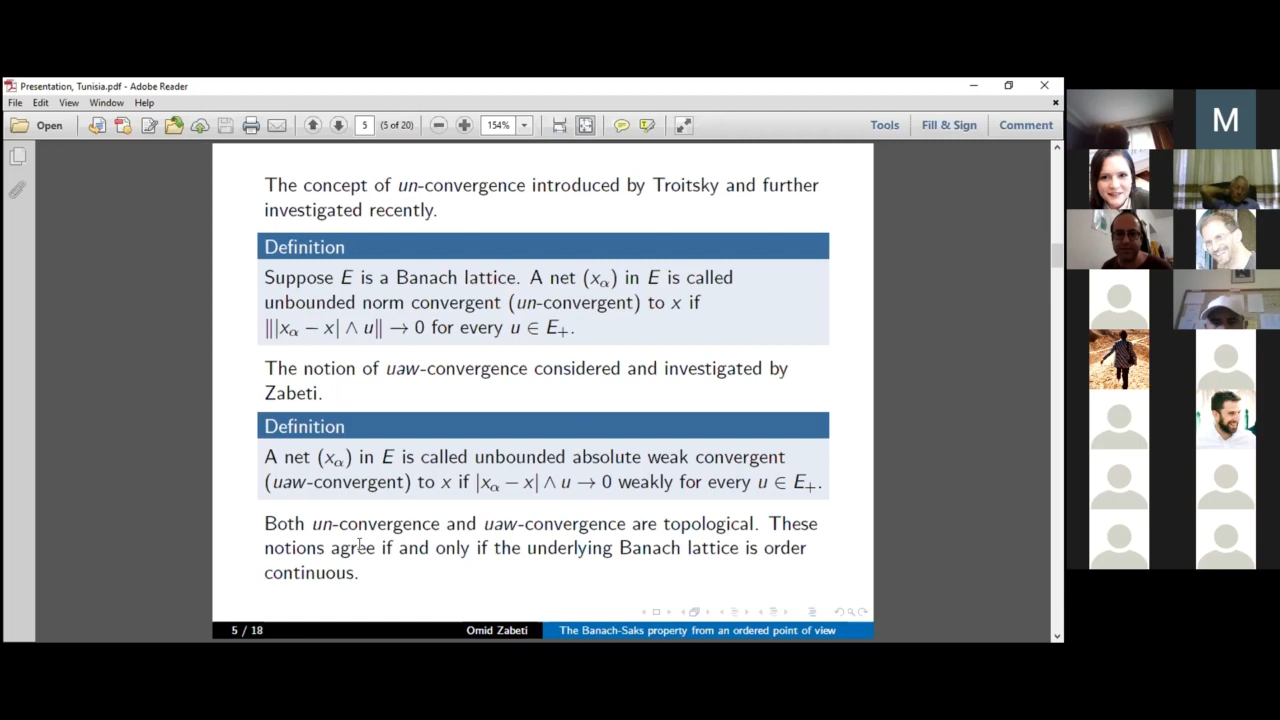 Presentation, Tunisia.pdf - Adobe Reader
File Edit View Window Help
Open 5 (5 of 20) 154% Tools Fill & Sign Comment
M
The concept of un-convergence introduced by Troitsky and further
investigated recently.
Definition
Suppose E is a Banach lattice. A net (xα) in E is called
unbounded norm convergent (un-convergent) to x if
‖|xα − x| ∧ u‖ → 0 for every u ∈ E+.
The notion of uaw-convergence considered and investigated by
Zabeti.
Definition
A net (xα) in E is called unbounded absolute weak convergent
(uaw-convergent) to x if |xα − x| ∧ u → 0 weakly for every u ∈ E+.
Both un-convergence and uaw-convergence are topological. These
notions agree if and only if the underlying Banach lattice is order
continuous.
5 / 18 Omid Zabeti The Banach-Saks property from an ordered point of view